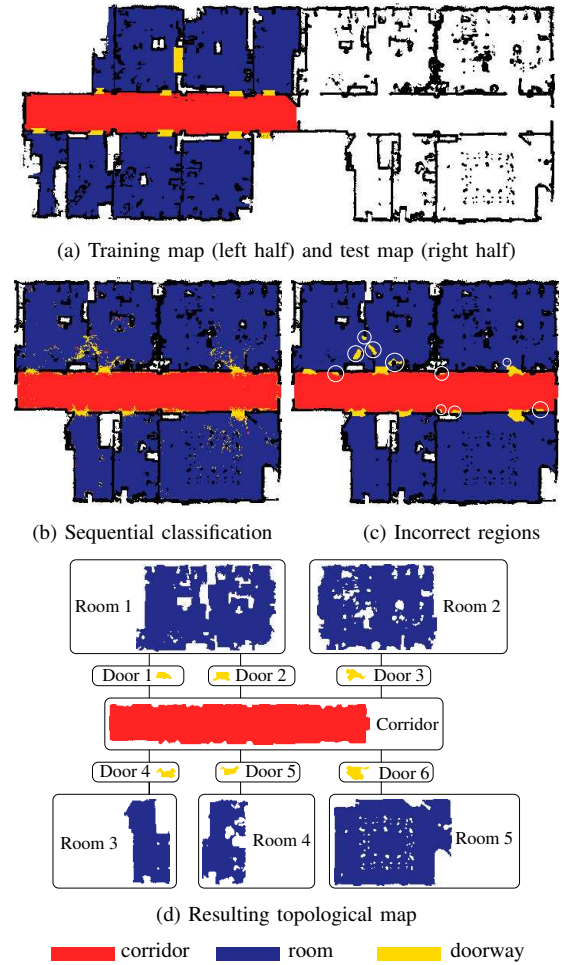 (a) Training map (left half) and test map (right half)
(b) Sequential classification
(c) Incorrect regions
Room 1
Room 2
Door 1
Door 2
Door 3
Corridor
Door 4
Door 5
Door 6
Room 3
Room 4
Room 5
(d) Resulting topological map
corridor
room
doorway